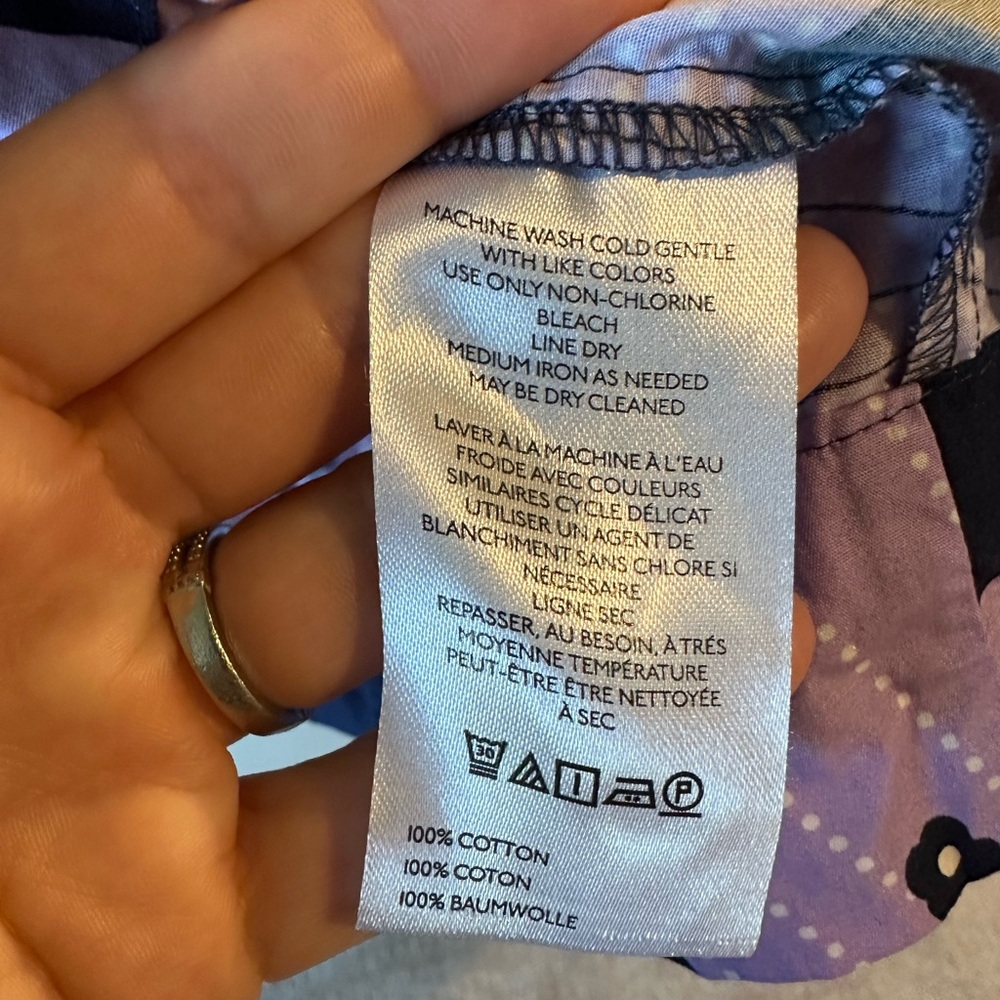 MACHINE WASH COLD GENTLE
WITH LIKE COLORS
USE ONLY NON-CHLORINE
BLEACH
LINE DRY
MEDIUM IRON AS NEEDED
MAY BE DRY CLEANED
LAVER À LA MACHINE À L'EAU
FROIDE AVEC COULEURS
SIMILAIRES CYCLE DÉLICAT
UTILISER UN AGENT DE
BLANCHIMENT SANS CHLORE SI
NÉCESSAIRE
LIGNE SEC
REPASSER, AU BESOIN, À TRÉS
MOYENNE TEMPÉRATURE
PEUT-ÊTRE ÊTRE NETTOYÉE
À SEC
30 P
100% COTTON
100% COTON
100% BAUMWOLLE